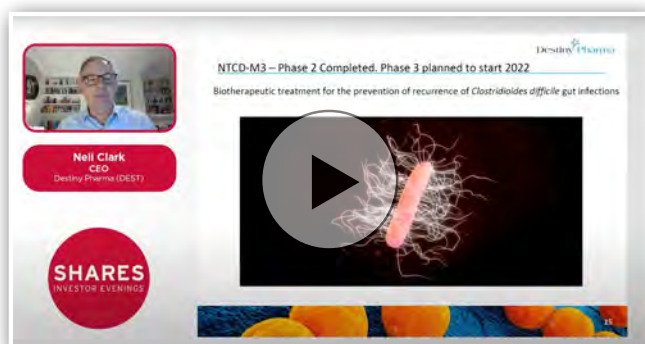 Destiny Pharma
NTCD-M3 – Phase 2 Completed. Phase 3 planned to start 2022
Biotherapeutic treatment for the prevention of recurrence of Clostridioides difficile gut infections
Neil Clark
CEO
Destiny Pharma (DEST)
SHARES
INVESTOR EVENINGS
15